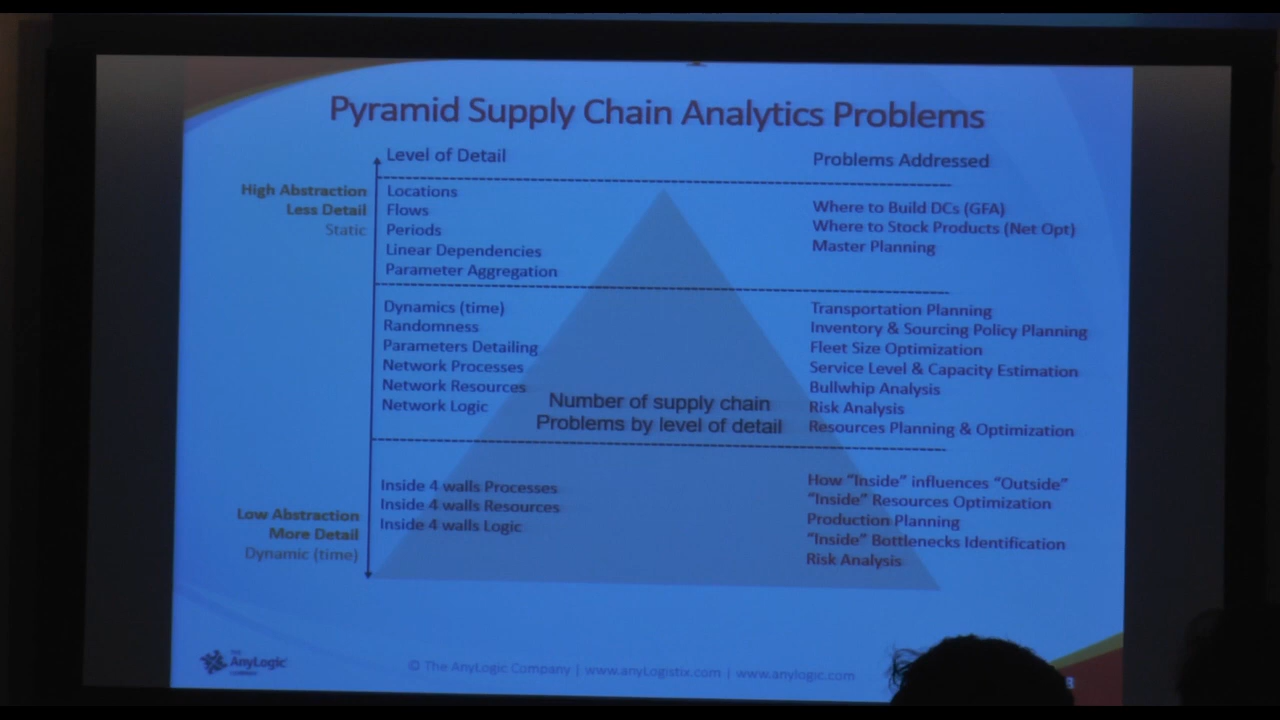 Pyramid Supply Chain Analytics Problems
Level of Detail
Problems Addressed
High Abstraction
Less Detail
Static
Locations
Flows
Periods
Linear Dependencies
Parameter Aggregation
Where to Build DCs (GFA)
Where to Stock Products (Net Opt)
Master Planning
Dynamics (time)
Randomness
Parameters Detailing
Network Processes
Network Resources
Network Logic
Number of supply chain
Problems by level of detail
Transportation Planning
Inventory & Sourcing Policy Planning
Fleet Size Optimization
Service Level & Capacity Estimation
Bullwhip Analysis
Risk Analysis
Resources Planning & Optimization
Low Abstraction
More Detail
Dynamic (time)
Inside 4 walls Processes
Inside 4 walls Resources
Inside 4 walls Logic
How “Inside” influences “Outside”
“Inside” Resources Optimization
Production Planning
“Inside” Bottlenecks Identification
Risk Analysis
THE
AnyLogic
COMPANY
© The AnyLogic Company | www.anyLogistix.com | www.anylogic.com